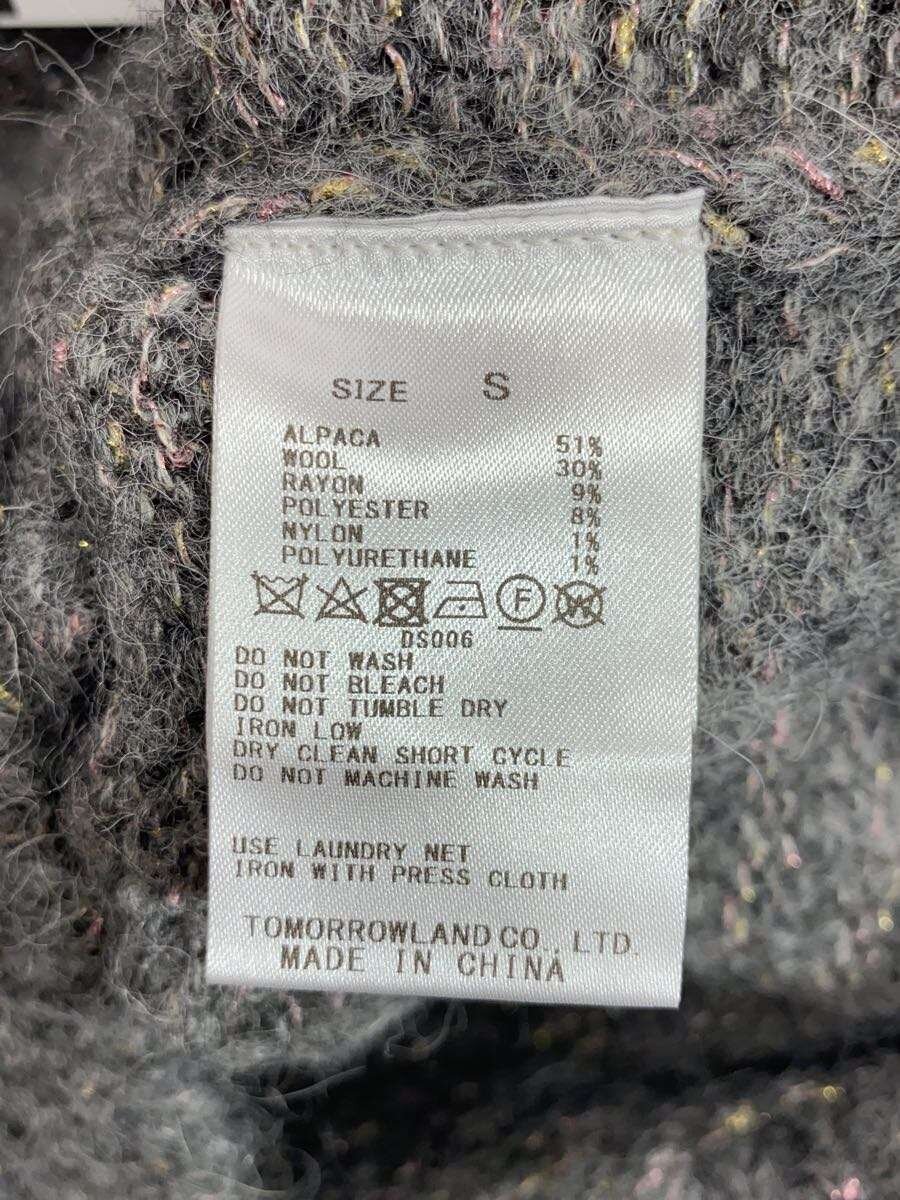 SIZE S
ALPACA 51%
WOOL 30%
RAYON 9%
POLYESTER 8%
NYLON 1%
POLYURETHANE 1%
F W
DS006
DO NOT WASH
DO NOT BLEACH
DO NOT TUMBLE DRY
IRON LOW
DRY CLEAN SHORT CYCLE
DO NOT MACHINE WASH
USE LAUNDRY NET
IRON WITH PRESS CLOTH
TOMORROWLAND CO., LTD.
MADE IN CHINA